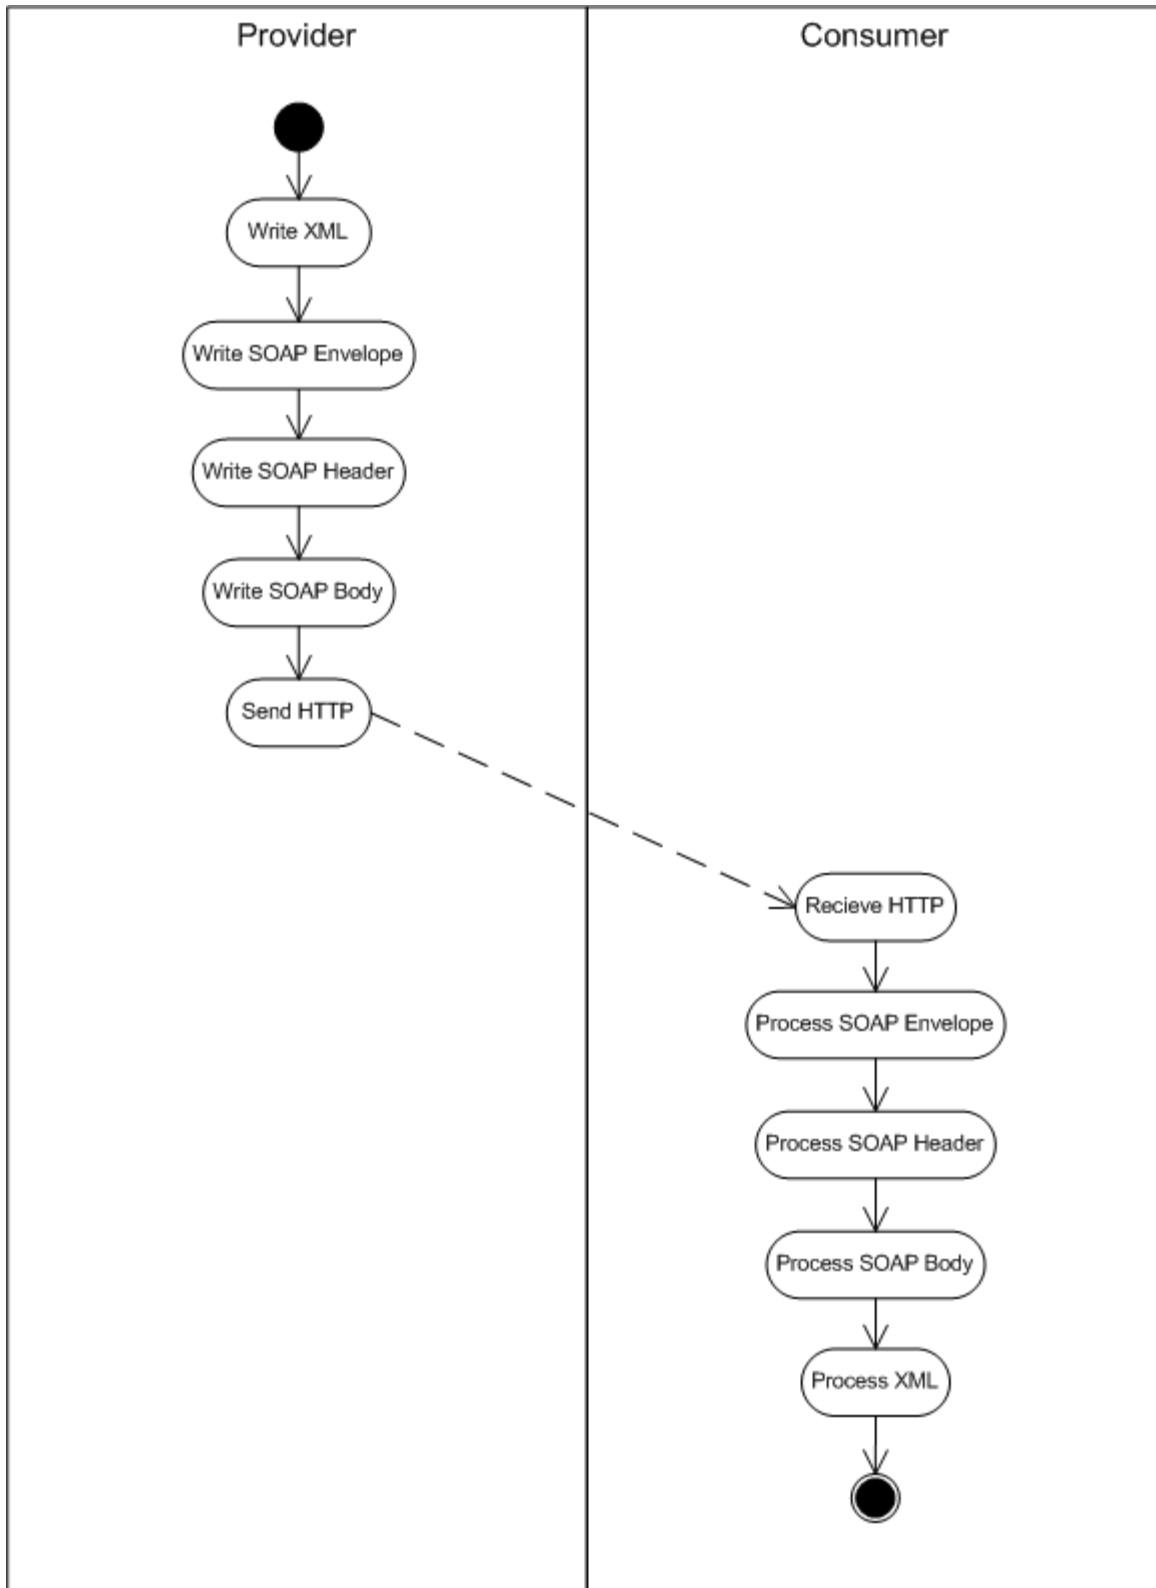 Provider
Consumer
Write XML
Write SOAP Envelope
Write SOAP Header
Write SOAP Body
Send HTTP
Recieve HTTP
Process SOAP Envelope
Process SOAP Header
Process SOAP Body
Process XML